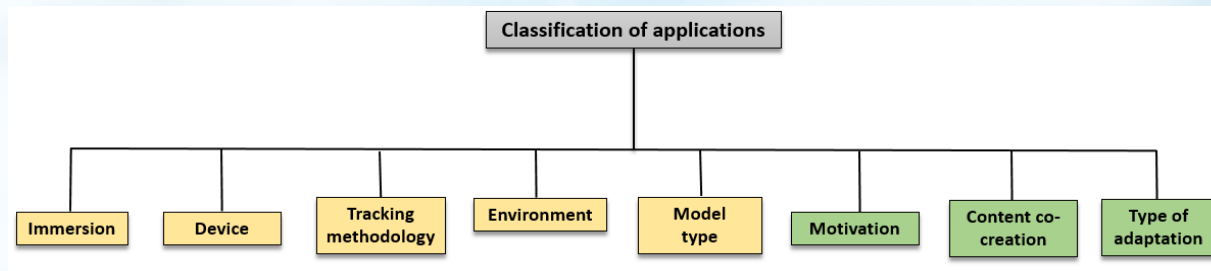 Classification of applications
Immersion
Device
Tracking
methodology
Environment
Model
type
Motivation
Content co-
creation
Type of
adaptation